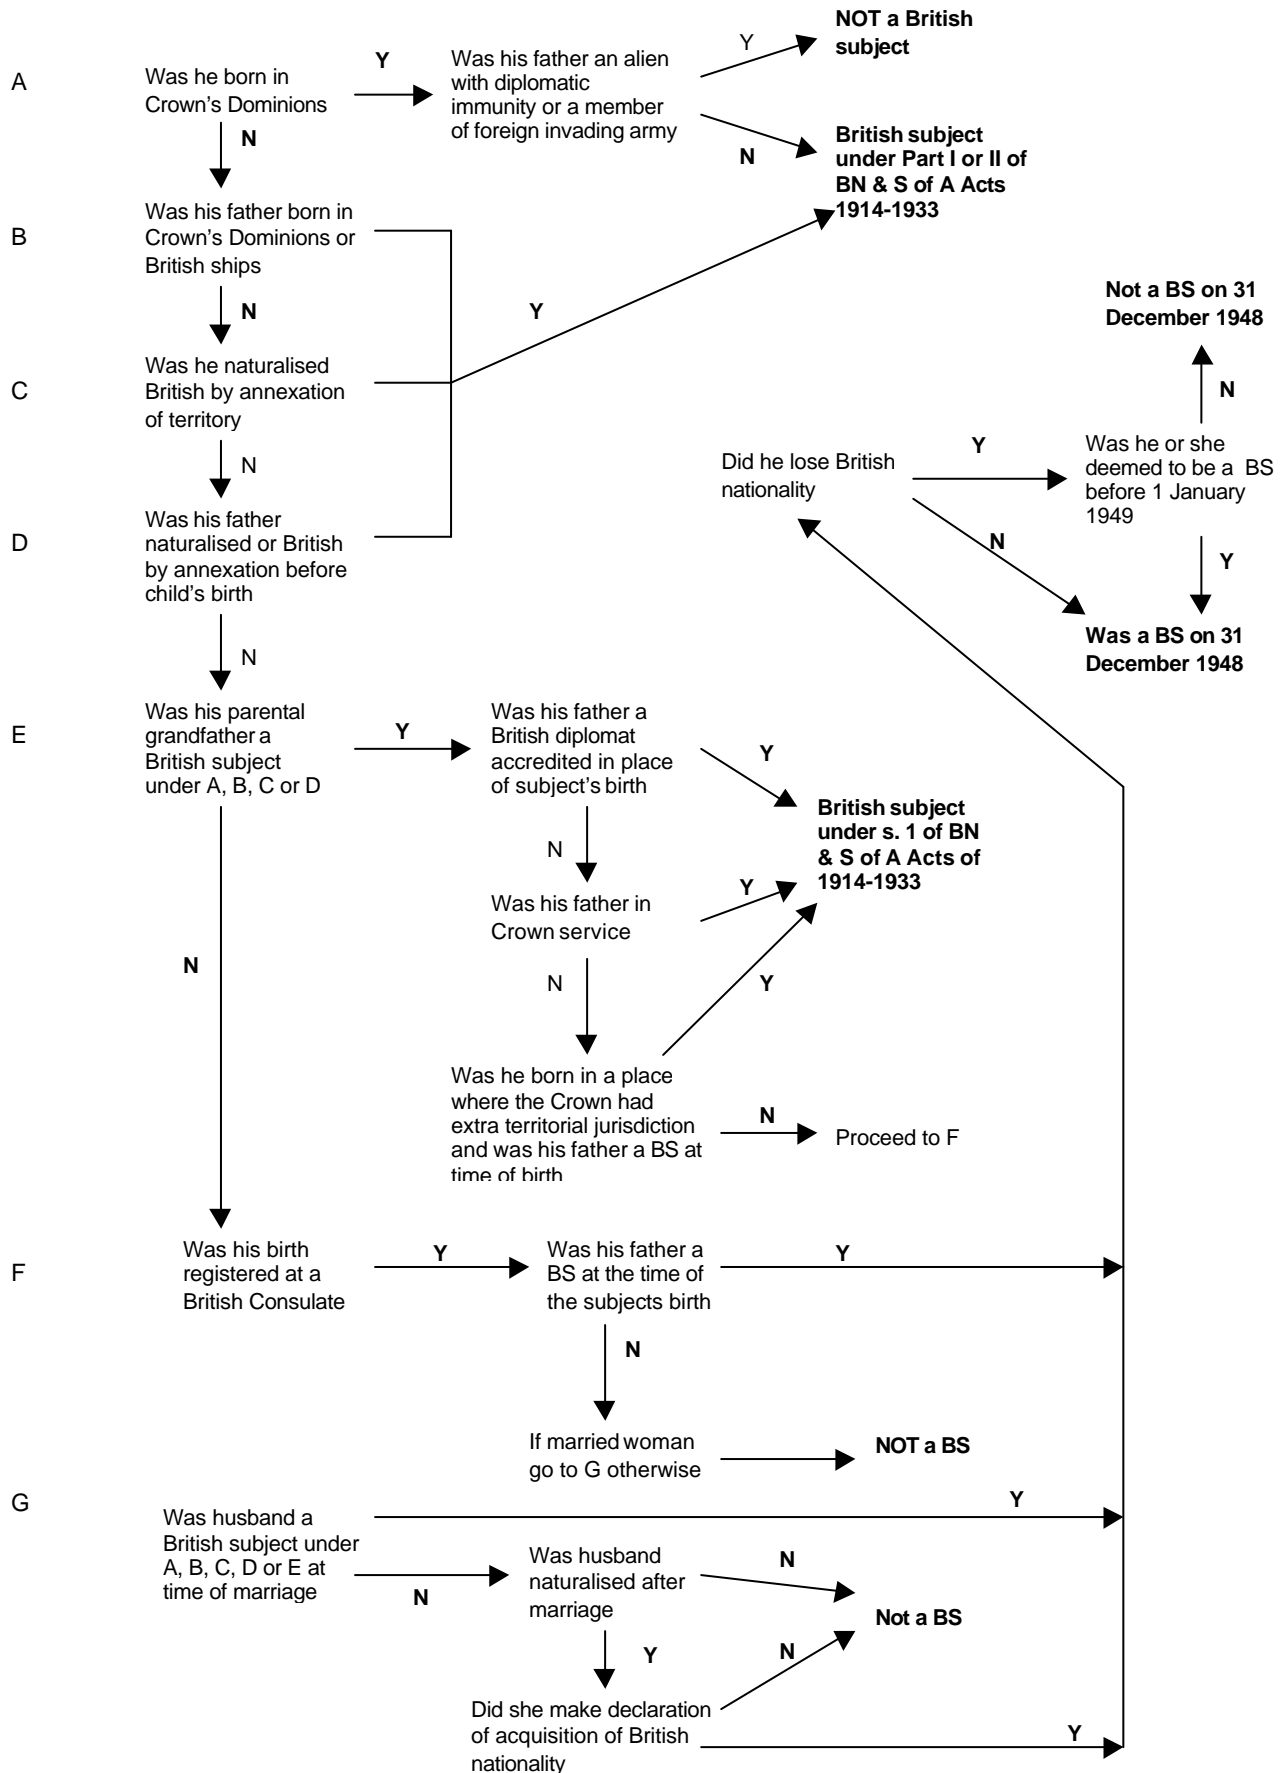 NOT a British
subject
Y
Was his father an alien
with diplomatic
immunity or a member
of foreign invading army
Y
A
Was he born in
Crown's Dominions
N
N
British subject
under Part I or II of
BN & S of A Acts
1914-1933
B
Was his father born in
Crown's Dominions or
British ships
N
Y
Not a BS on 31
December 1948
C
Was he naturalised
British by annexation
of territory
N
N
Did he lose British
nationality
Y
Was he or she
deemed to be a BS
before 1 January
1949
D
Was his father
naturalised or British
by annexation before
child's birth
N
Y
N
Was a BS on 31
December 1948
E
Was his parental
grandfather a
British subject
under A, B, C or D
Y
Was his father a
British diplomat
accredited in place
of subject's birth
Y
British subject
under s. 1 of BN
& S of A Acts of
1914-1933
N
Y
Was his father in
Crown service
N
N
Y
Was he born in a place
where the Crown had
extra territorial jurisdiction
and was his father a BS at
time of birth
N
Proceed to F
F
Was his birth
registered at a
British Consulate
Y
Was his father a
BS at the time of
the subjects birth
Y
N
If married woman
go to G otherwise
NOT a BS
G
Y
Was husband a
British subject under
A, B, C, D or E at
time of marriage
N
Was husband
naturalised after
marriage
N
Not a BS
Y
N
Did she make declaration
of acquisition of British
nationality
Y